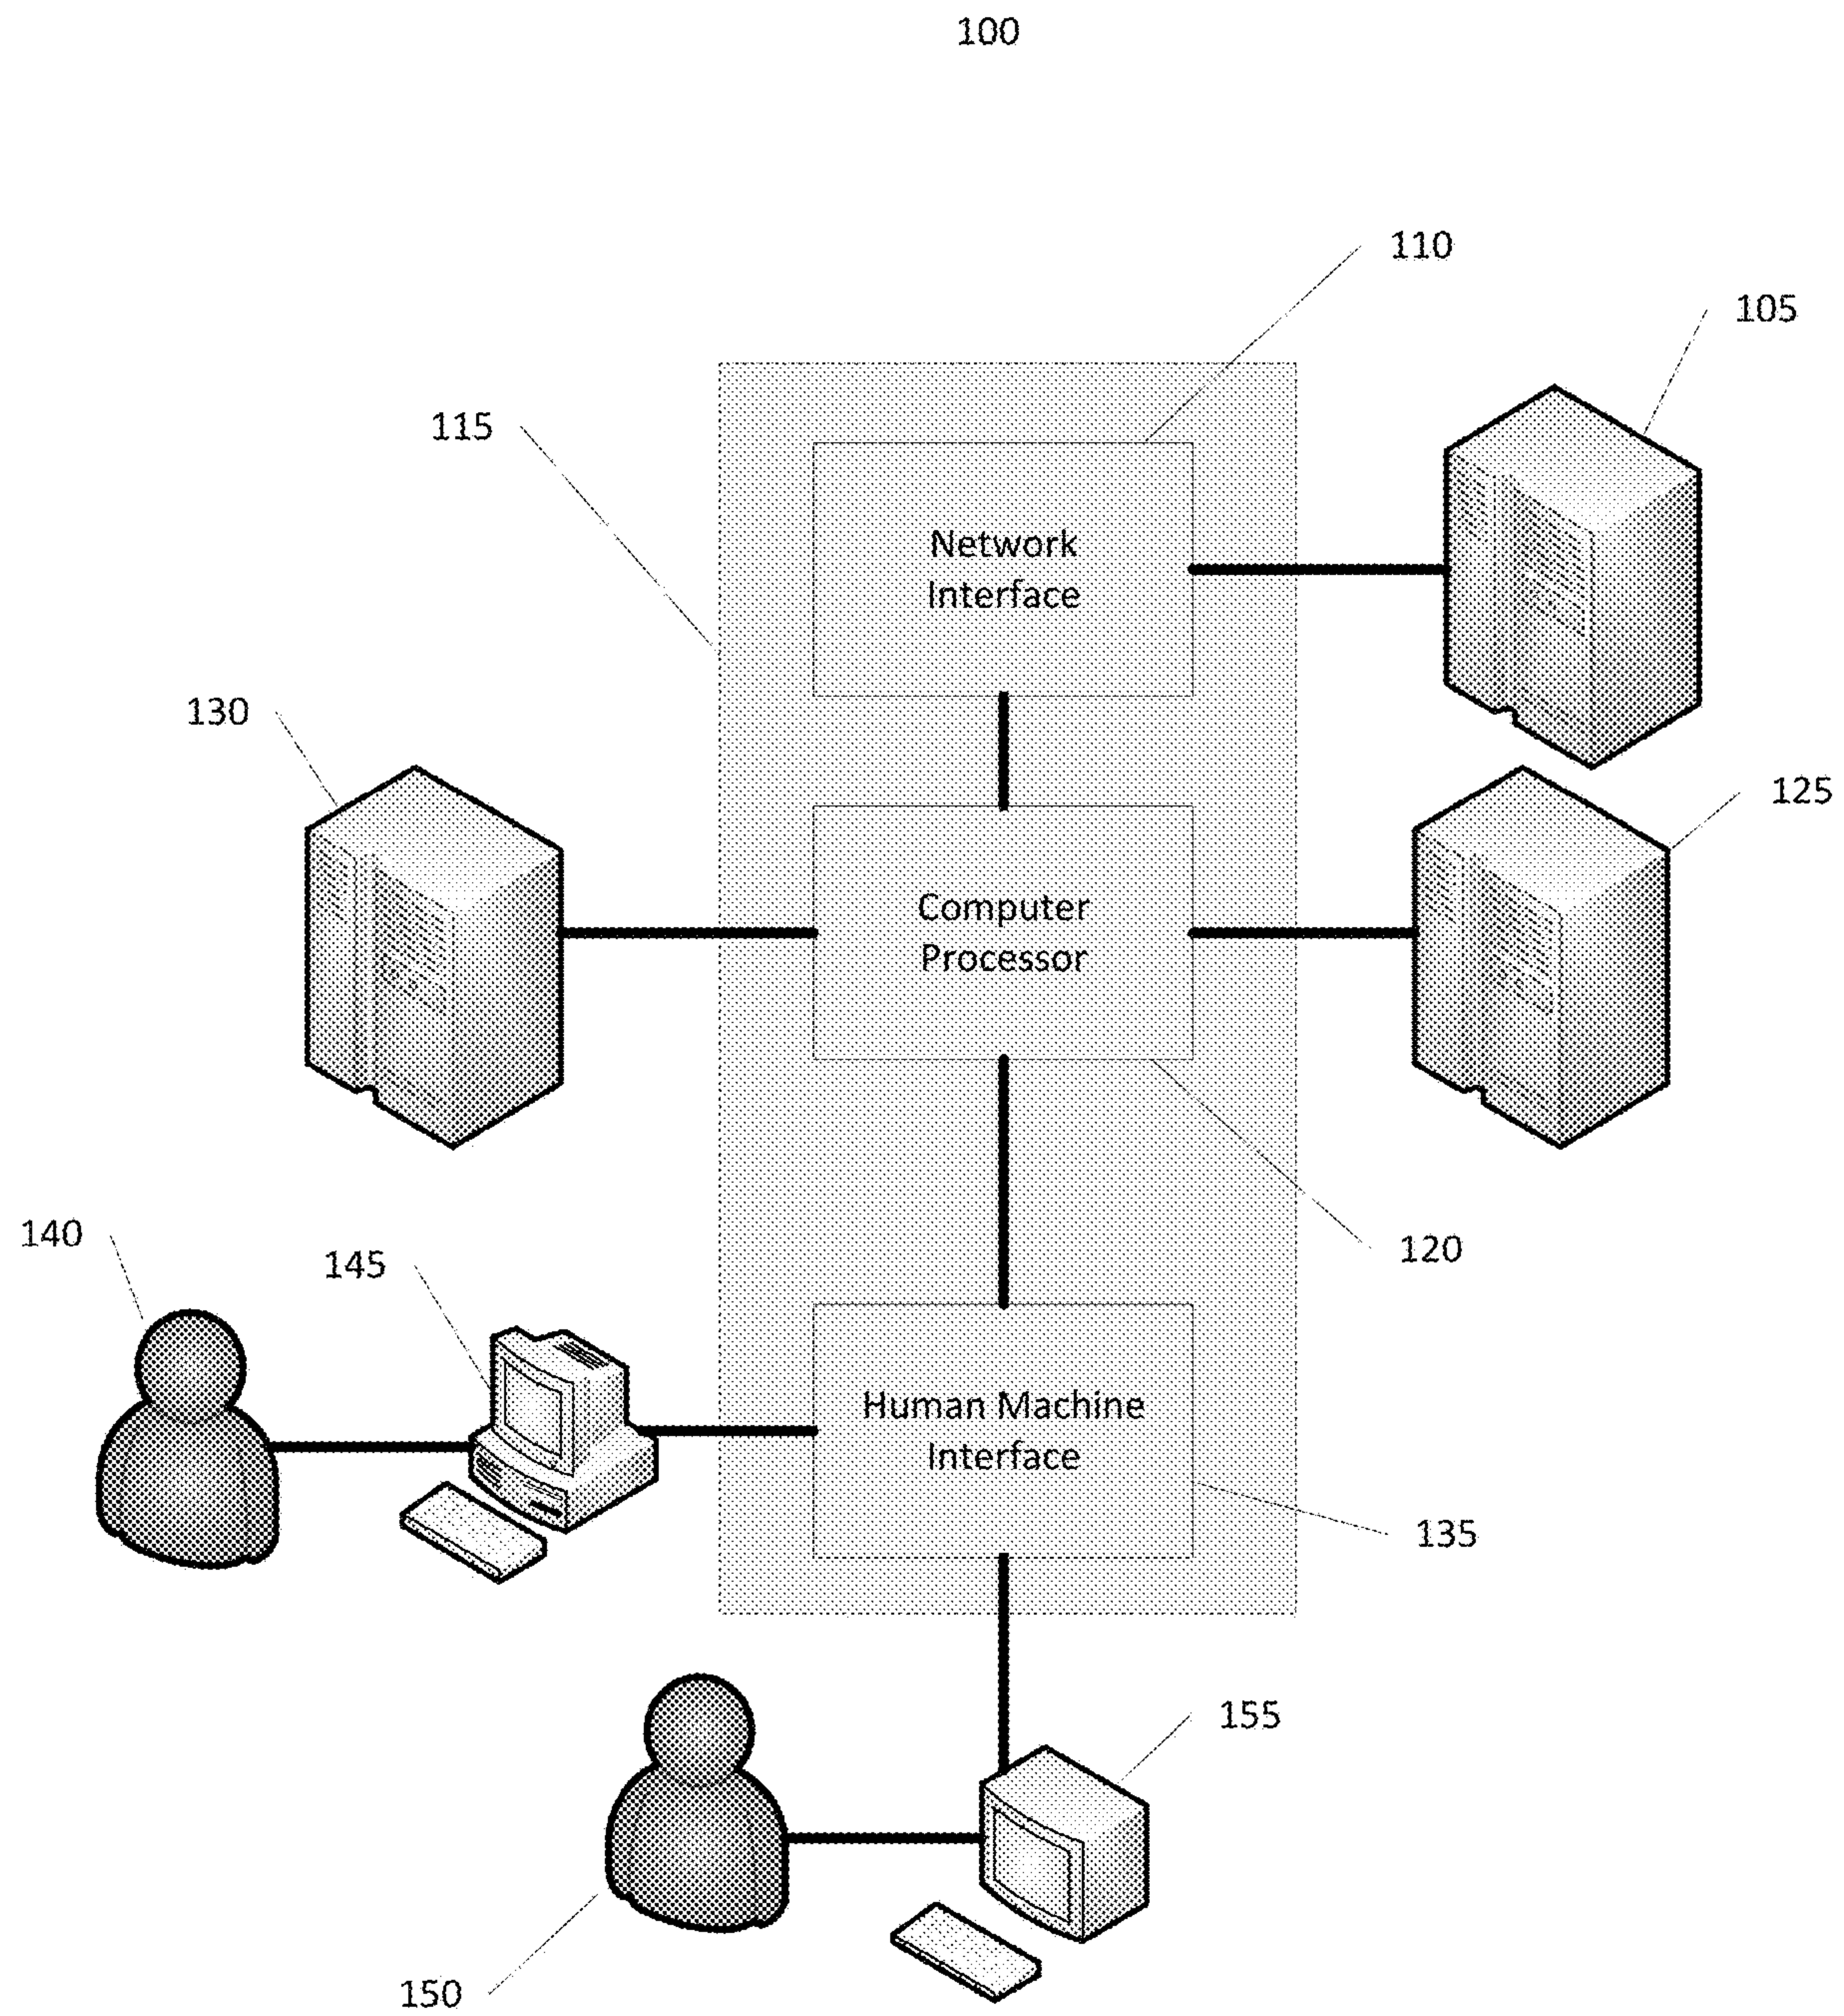 100
110
105
115
Network
Interface
130
125
Computer
Processor
140
145
120
Human Machine
Interface
135
155
150